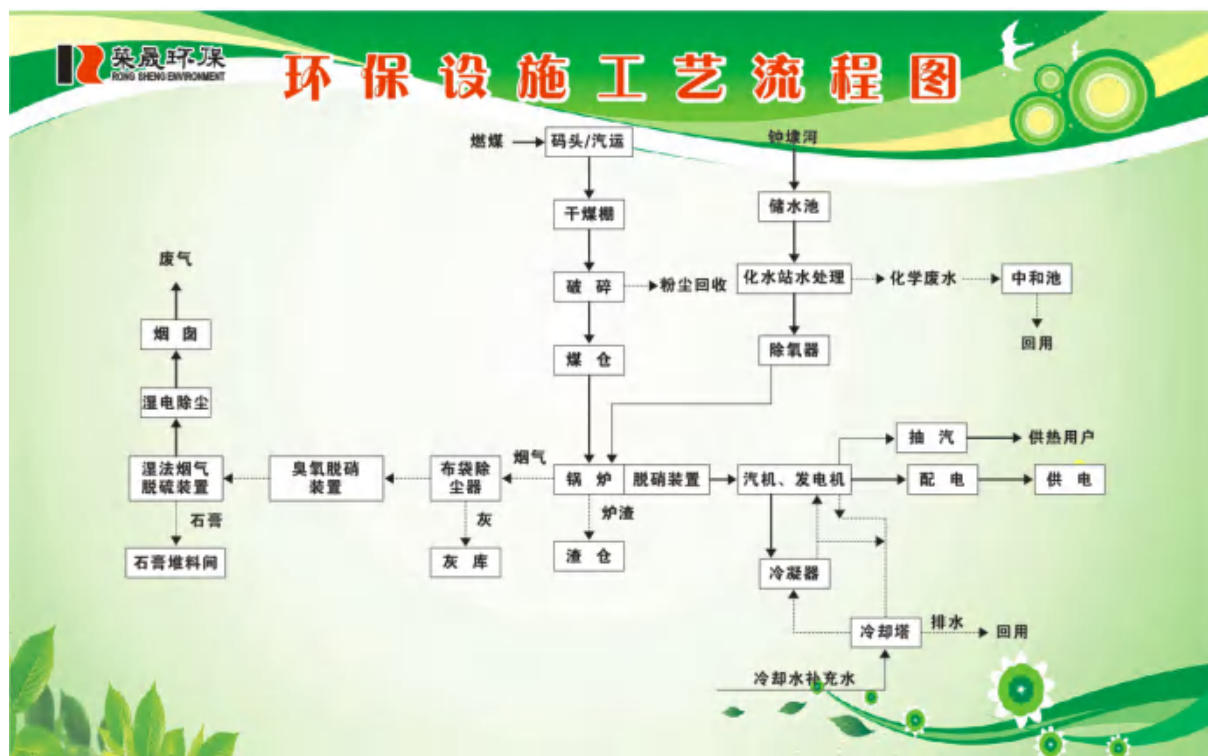 荣晟环保
RONG SHENG ENVIRONMENT
环保设施工艺流程图
燃煤
码头/汽运
钟埭河
干煤棚
储水池
废气
破碎
粉尘回收
化水站水处理
化学废水
中和池
烟囱
煤仓
除氧器
回用
湿电除尘
抽汽
供热用户
烟气
湿法烟气
脱硫装置
臭氧脱硝
装置
布袋除
尘器
锅炉
脱硝装置
汽机、发电机
配电
供电
石膏
灰
炉渣
石膏堆料间
灰库
渣仓
冷凝器
冷却塔
排水
回用
冷却水补充水